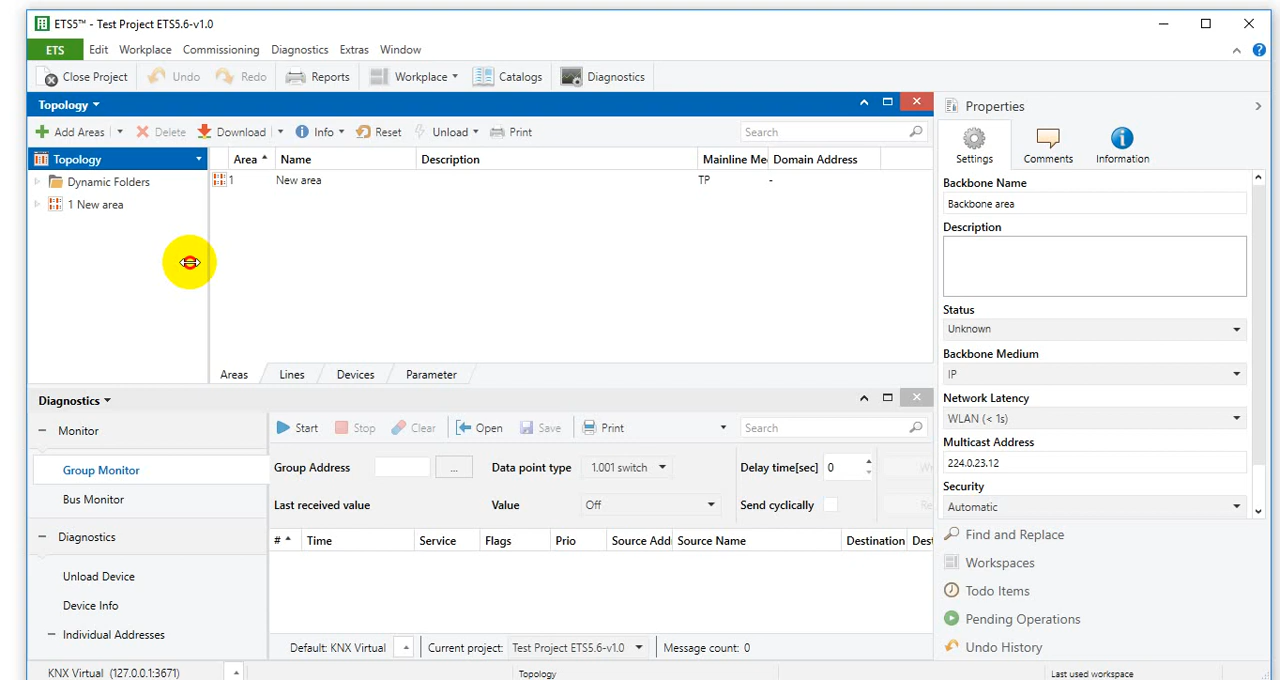 ETS5™ - Test Project ETS5.6-v1.0
ETS Edit Workplace Commissioning Diagnostics Extras Window
Close Project Undo Redo Reports Workplace Catalogs Diagnostics
Topology
Add Areas Delete Download Info Reset Unload Print Search
Topology
Area Name Description Mainline Me Domain Address
Dynamic Folders
1 New area TP -
1 New area
Areas Lines Devices Parameter
Diagnostics
Monitor
Group Monitor
Bus Monitor
Diagnostics
Unload Device
Device Info
Individual Addresses
Start Stop Clear Open Save Print Search
Group Address ... Data point type 1.001 switch Delay time[sec] 0
Last received value Value Off Send cyclically Re
# Time Service Flags Prio Source Addr Source Name Destination Dest
Default: KNX Virtual Current project: Test Project ETS5.6-v1.0 Message count: 0
Properties
Settings Comments Information
Backbone Name
Backbone area
Description
Status
Unknown
Backbone Medium
IP
Network Latency
WLAN (< 1s)
Multicast Address
224.0.23.12
Security
Automatic
Find and Replace
Workspaces
Todo Items
Pending Operations
Undo History
KNX Virtual (127.0.0.1:3671) Topology Last used workspace